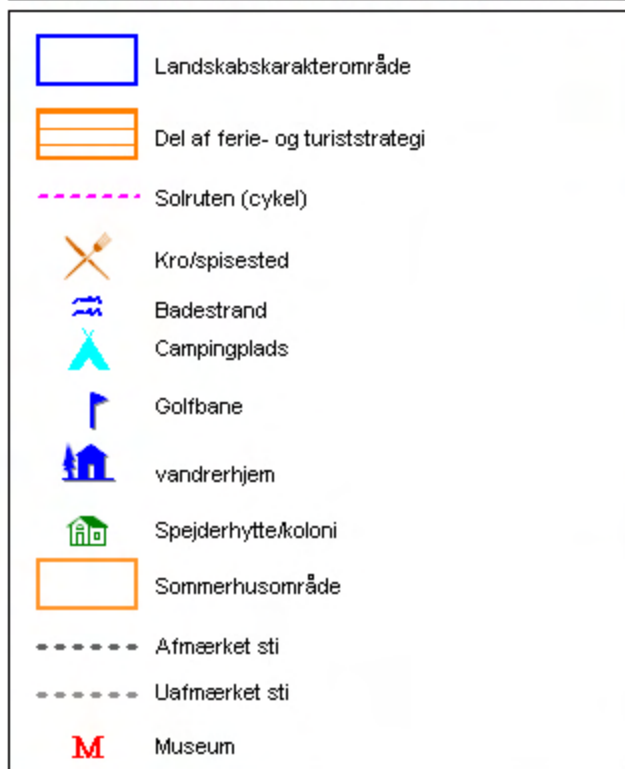 Landskabskarakterområde
Del af ferie- og turiststrategi
Solruten (cykel)
Kro/spisested
Badestrand
Campingplads
Golfbane
vandrerhjem
Spejderhytte/koloni
Sommerhusområde
Afmærket sti
Uafmærket sti
M Museum